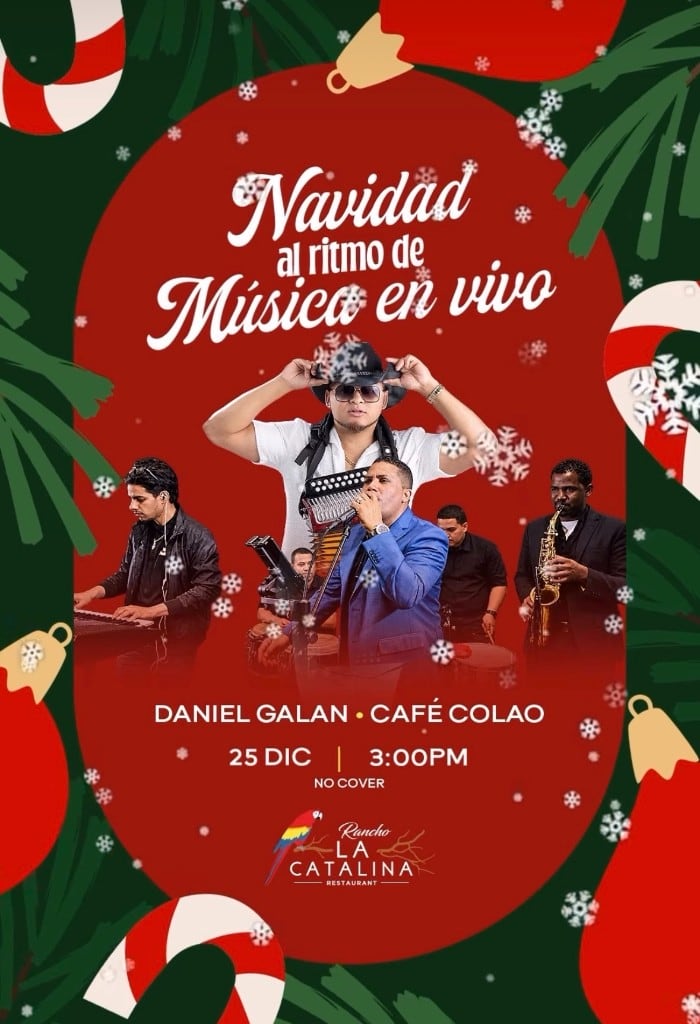 Navidad
al ritmo de
Música en vivo
DANIEL GALAN • CAFÉ COLAO
25 DIC | 3:00PM
NO COVER
Rancho
LA
CATALINA
RESTAURANT